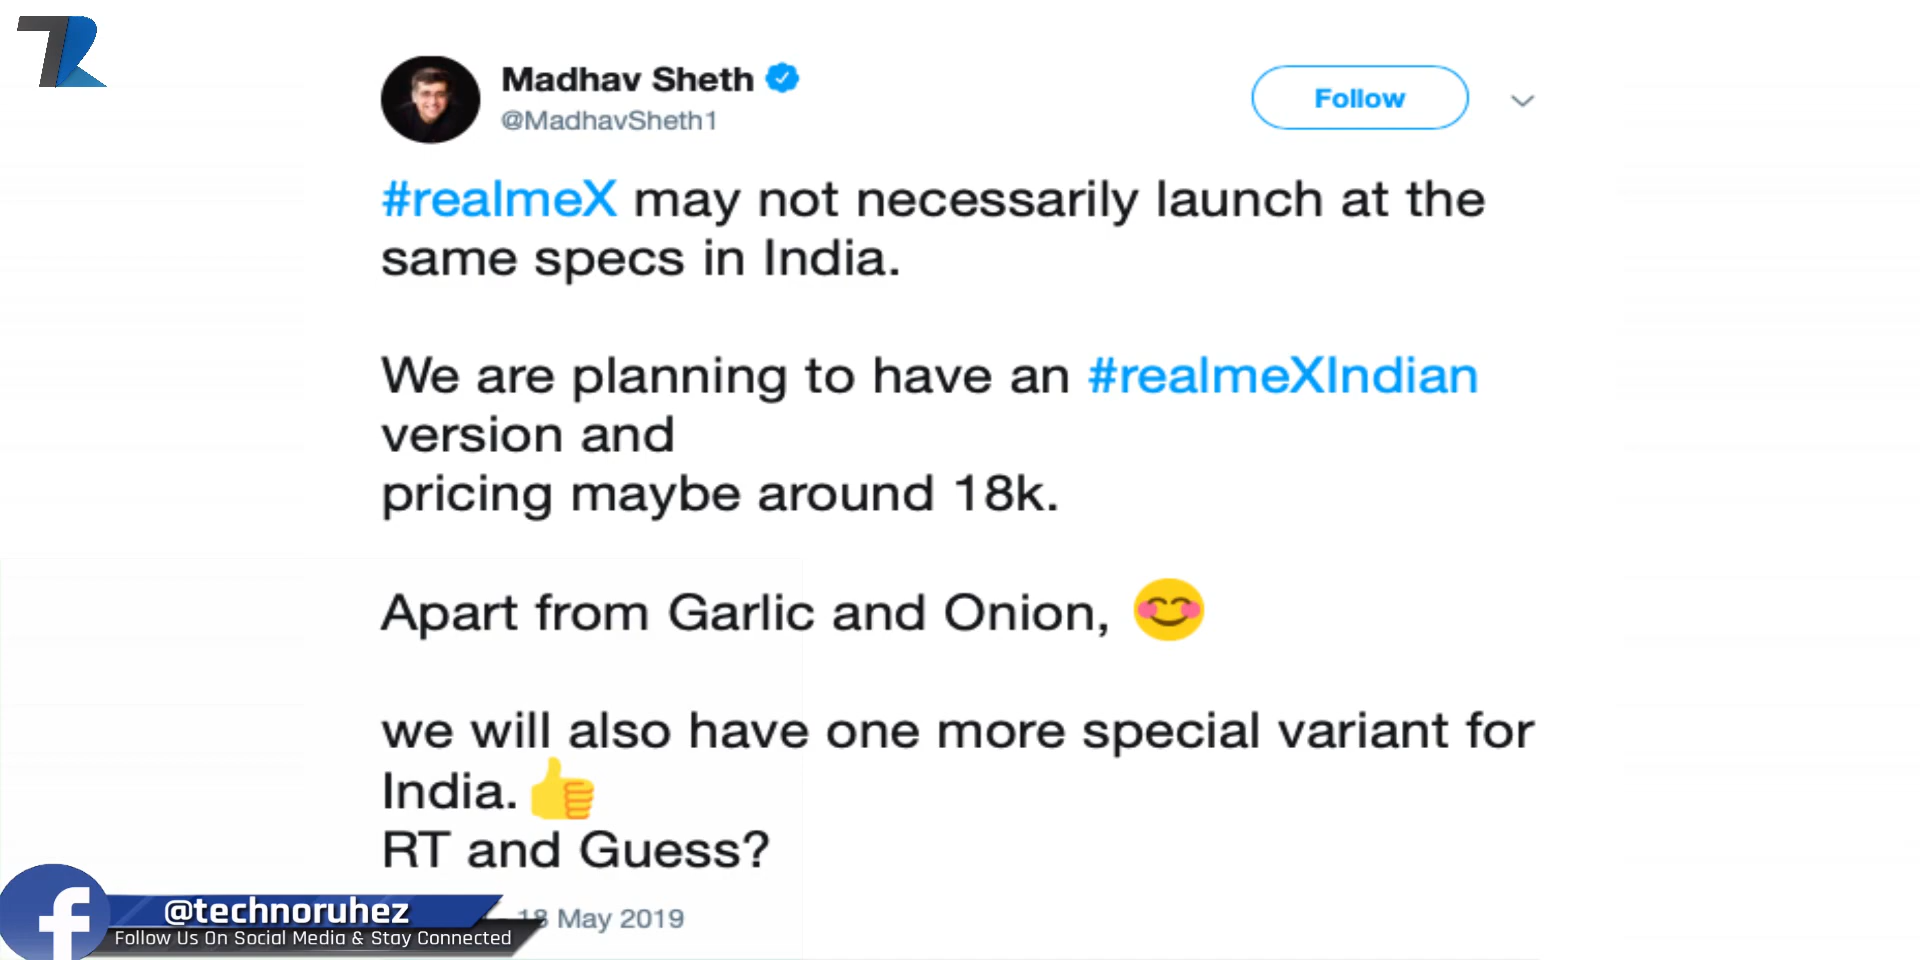 Madhav Sheth
@MadhavSheth1
Follow
#realmeX may not necessarily launch at the
same specs in India.
We are planning to have an #realmeXIndian
version and
pricing maybe around 18k.
Apart from Garlic and Onion, 😊
we will also have one more special variant for
India. 👍
RT and Guess?
18 May 2019
@technoruhez
Follow Us On Social Media & Stay Connected